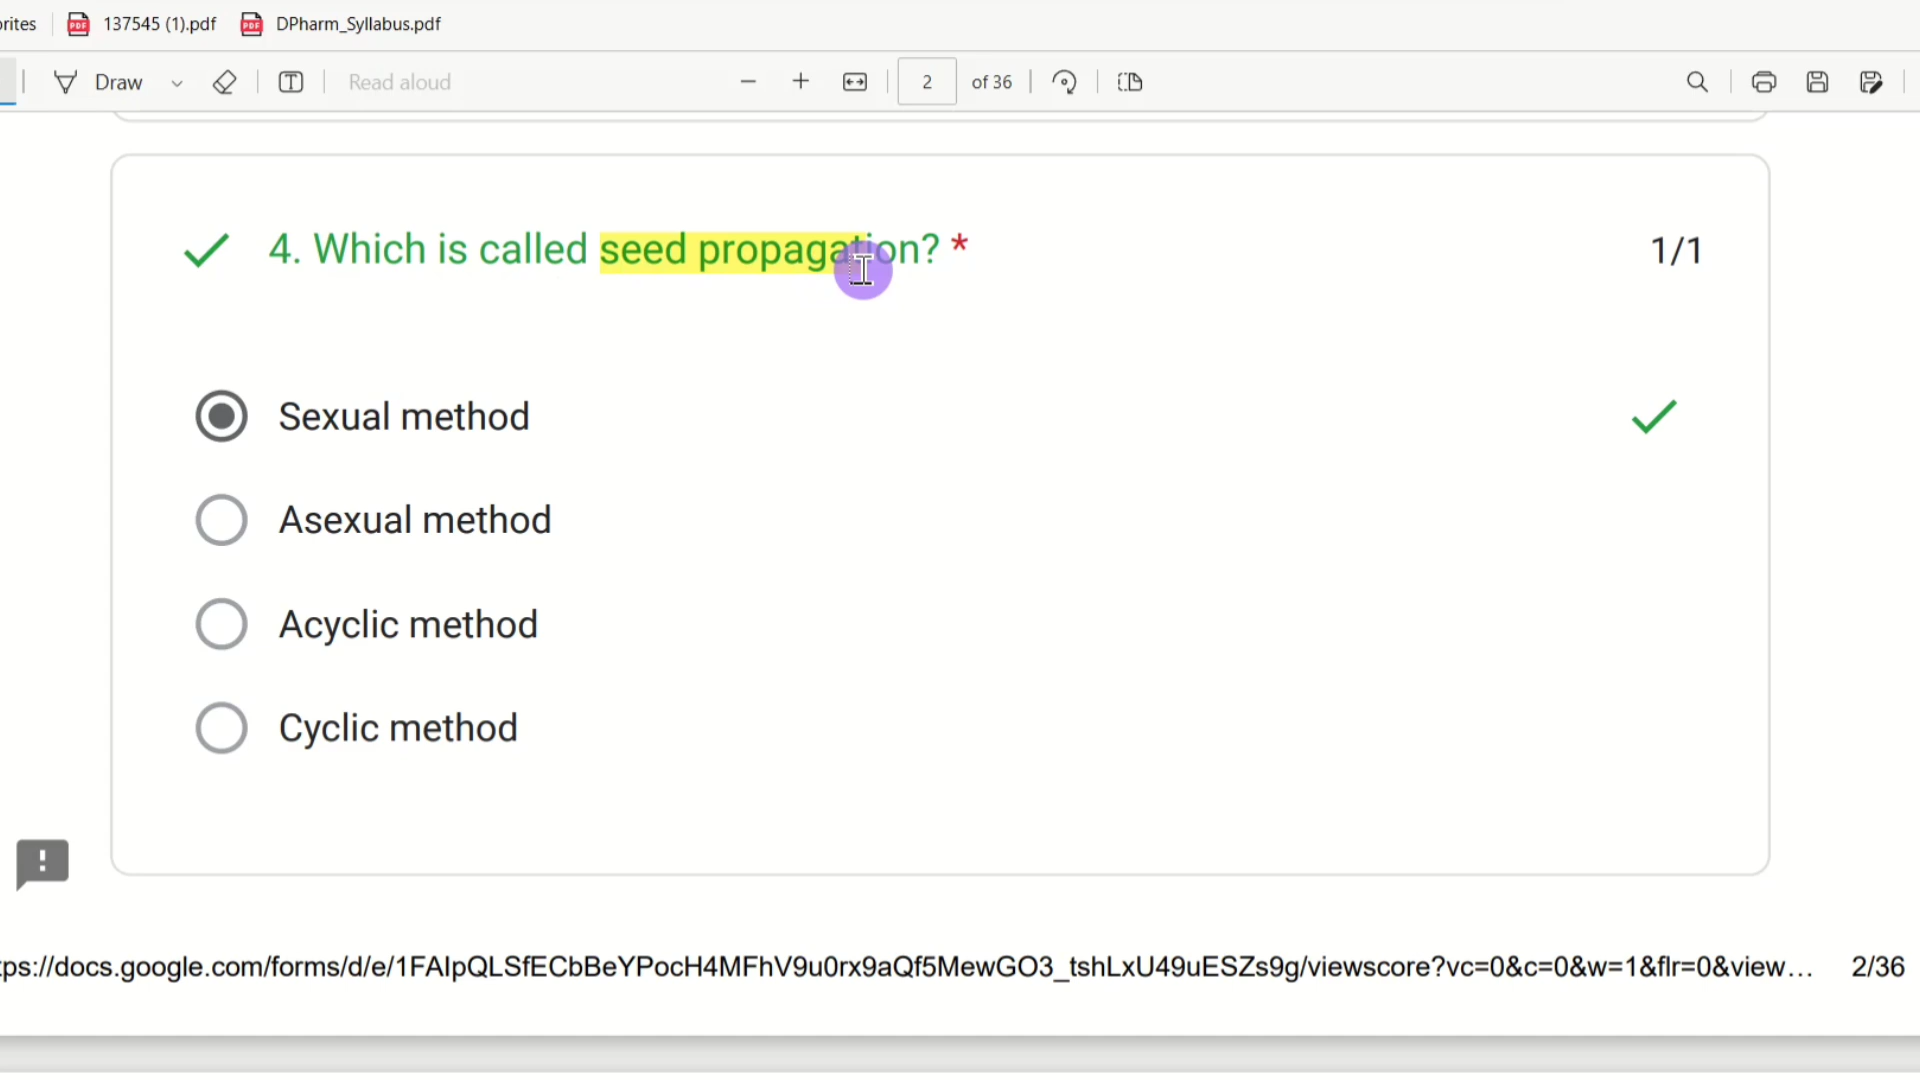 rites 137545 (1).pdf DPharm_Syllabus.pdf
Draw Read aloud 2 of 36
4. Which is called seed propagation? * 1/1
Sexual method
Asexual method
Acyclic method
Cyclic method
tps://docs.google.com/forms/d/e/1FAIpQLSfECbBeYPocH4MFhV9u0rx9aQf5MewGO3_tshLxU49uESZs9g/viewscore?vc=0&c=0&w=1&flr=0&view... 2/36